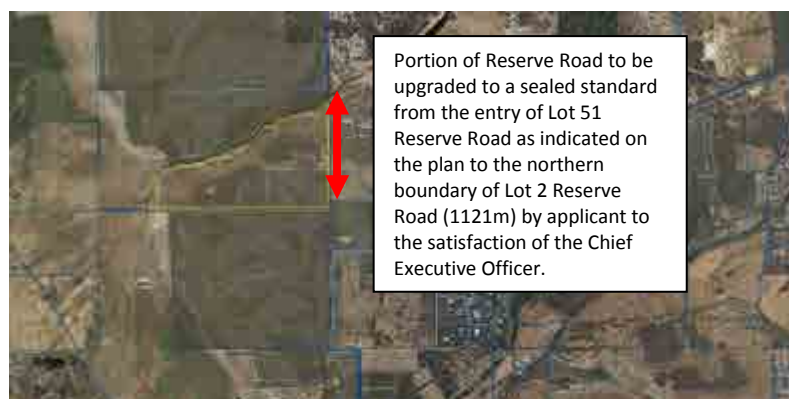 Portion of Reserve Road to be
upgraded to a sealed standard
from the entry of Lot 51
Reserve Road as indicated on
the plan to the northern
boundary of Lot 2 Reserve
Road (1121m) by applicant to
the satisfaction of the Chief
Executive Officer.